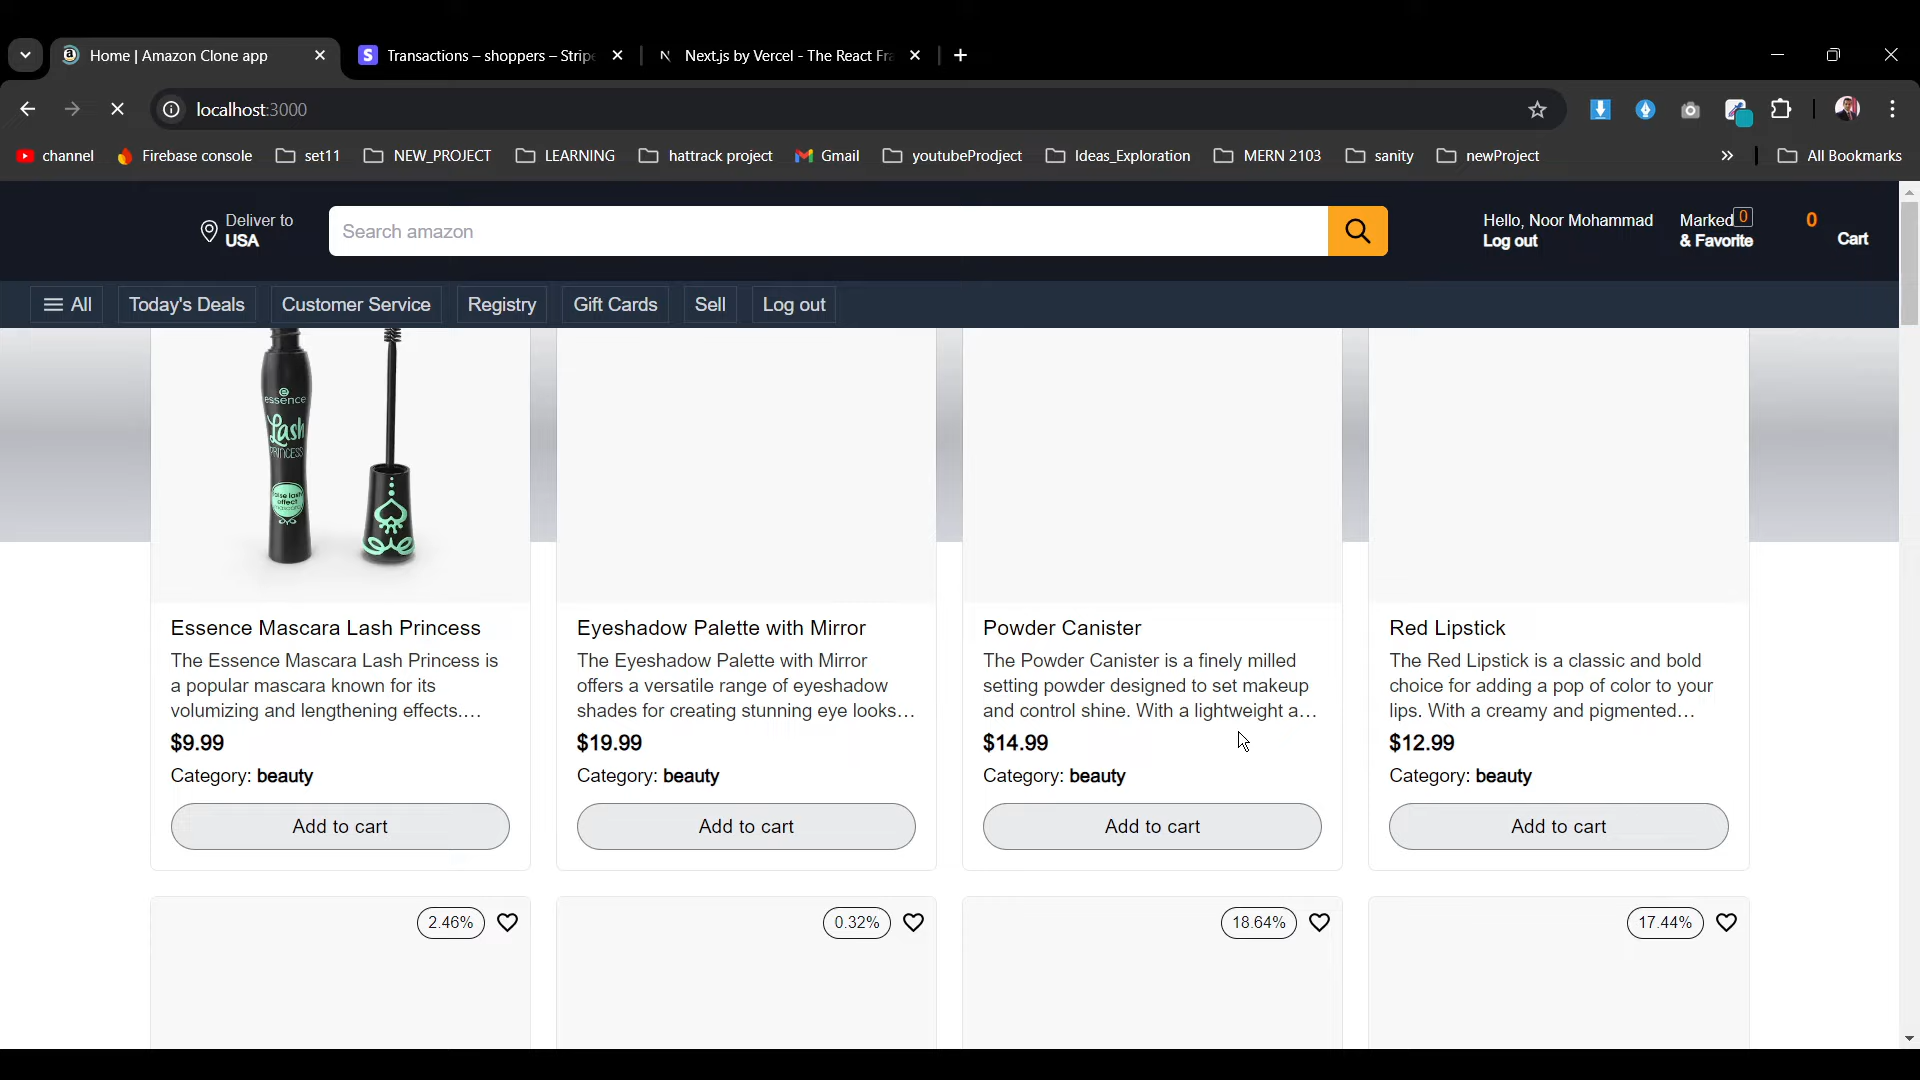 Home | Amazon Clone app
Transactions – shoppers – Strip
Next.js by Vercel - The React Fr
localhost:3000
channel
Firebase console
set11
NEW_PROJECT
LEARNING
hattrack project
Gmail
youtubeProdject
Ideas_Exploration
MERN 2103
sanity
newProject
All Bookmarks
Deliver to
USA
Search amazon
Hello, Noor Mohammad
Log out
Marked 0
& Favorite
0
Cart
All
Today's Deals
Customer Service
Registry
Gift Cards
Sell
Log out
essence
Lash
PRINCESS
Essence Mascara Lash Princess
The Essence Mascara Lash Princess is
a popular mascara known for its
volumizing and lengthening effects....
$9.99
Category: beauty
Add to cart
Eyeshadow Palette with Mirror
The Eyeshadow Palette with Mirror
offers a versatile range of eyeshadow
shades for creating stunning eye looks...
$19.99
Category: beauty
Add to cart
Powder Canister
The Powder Canister is a finely milled
setting powder designed to set makeup
and control shine. With a lightweight a...
$14.99
Category: beauty
Add to cart
Red Lipstick
The Red Lipstick is a classic and bold
choice for adding a pop of color to your
lips. With a creamy and pigmented...
$12.99
Category: beauty
Add to cart
2.46%
0.32%
18.64%
17.44%